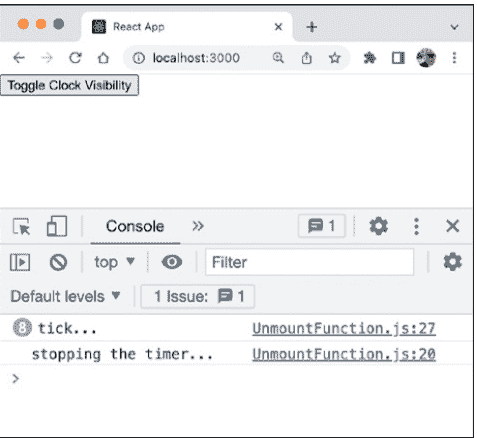 React App
localhost:3000
Toggle Clock Visibility
Console 1
top Filter
Default levels 1 Issue: 1
8 tick... UnmountFunction.js:27
stopping the timer... UnmountFunction.js:20
>